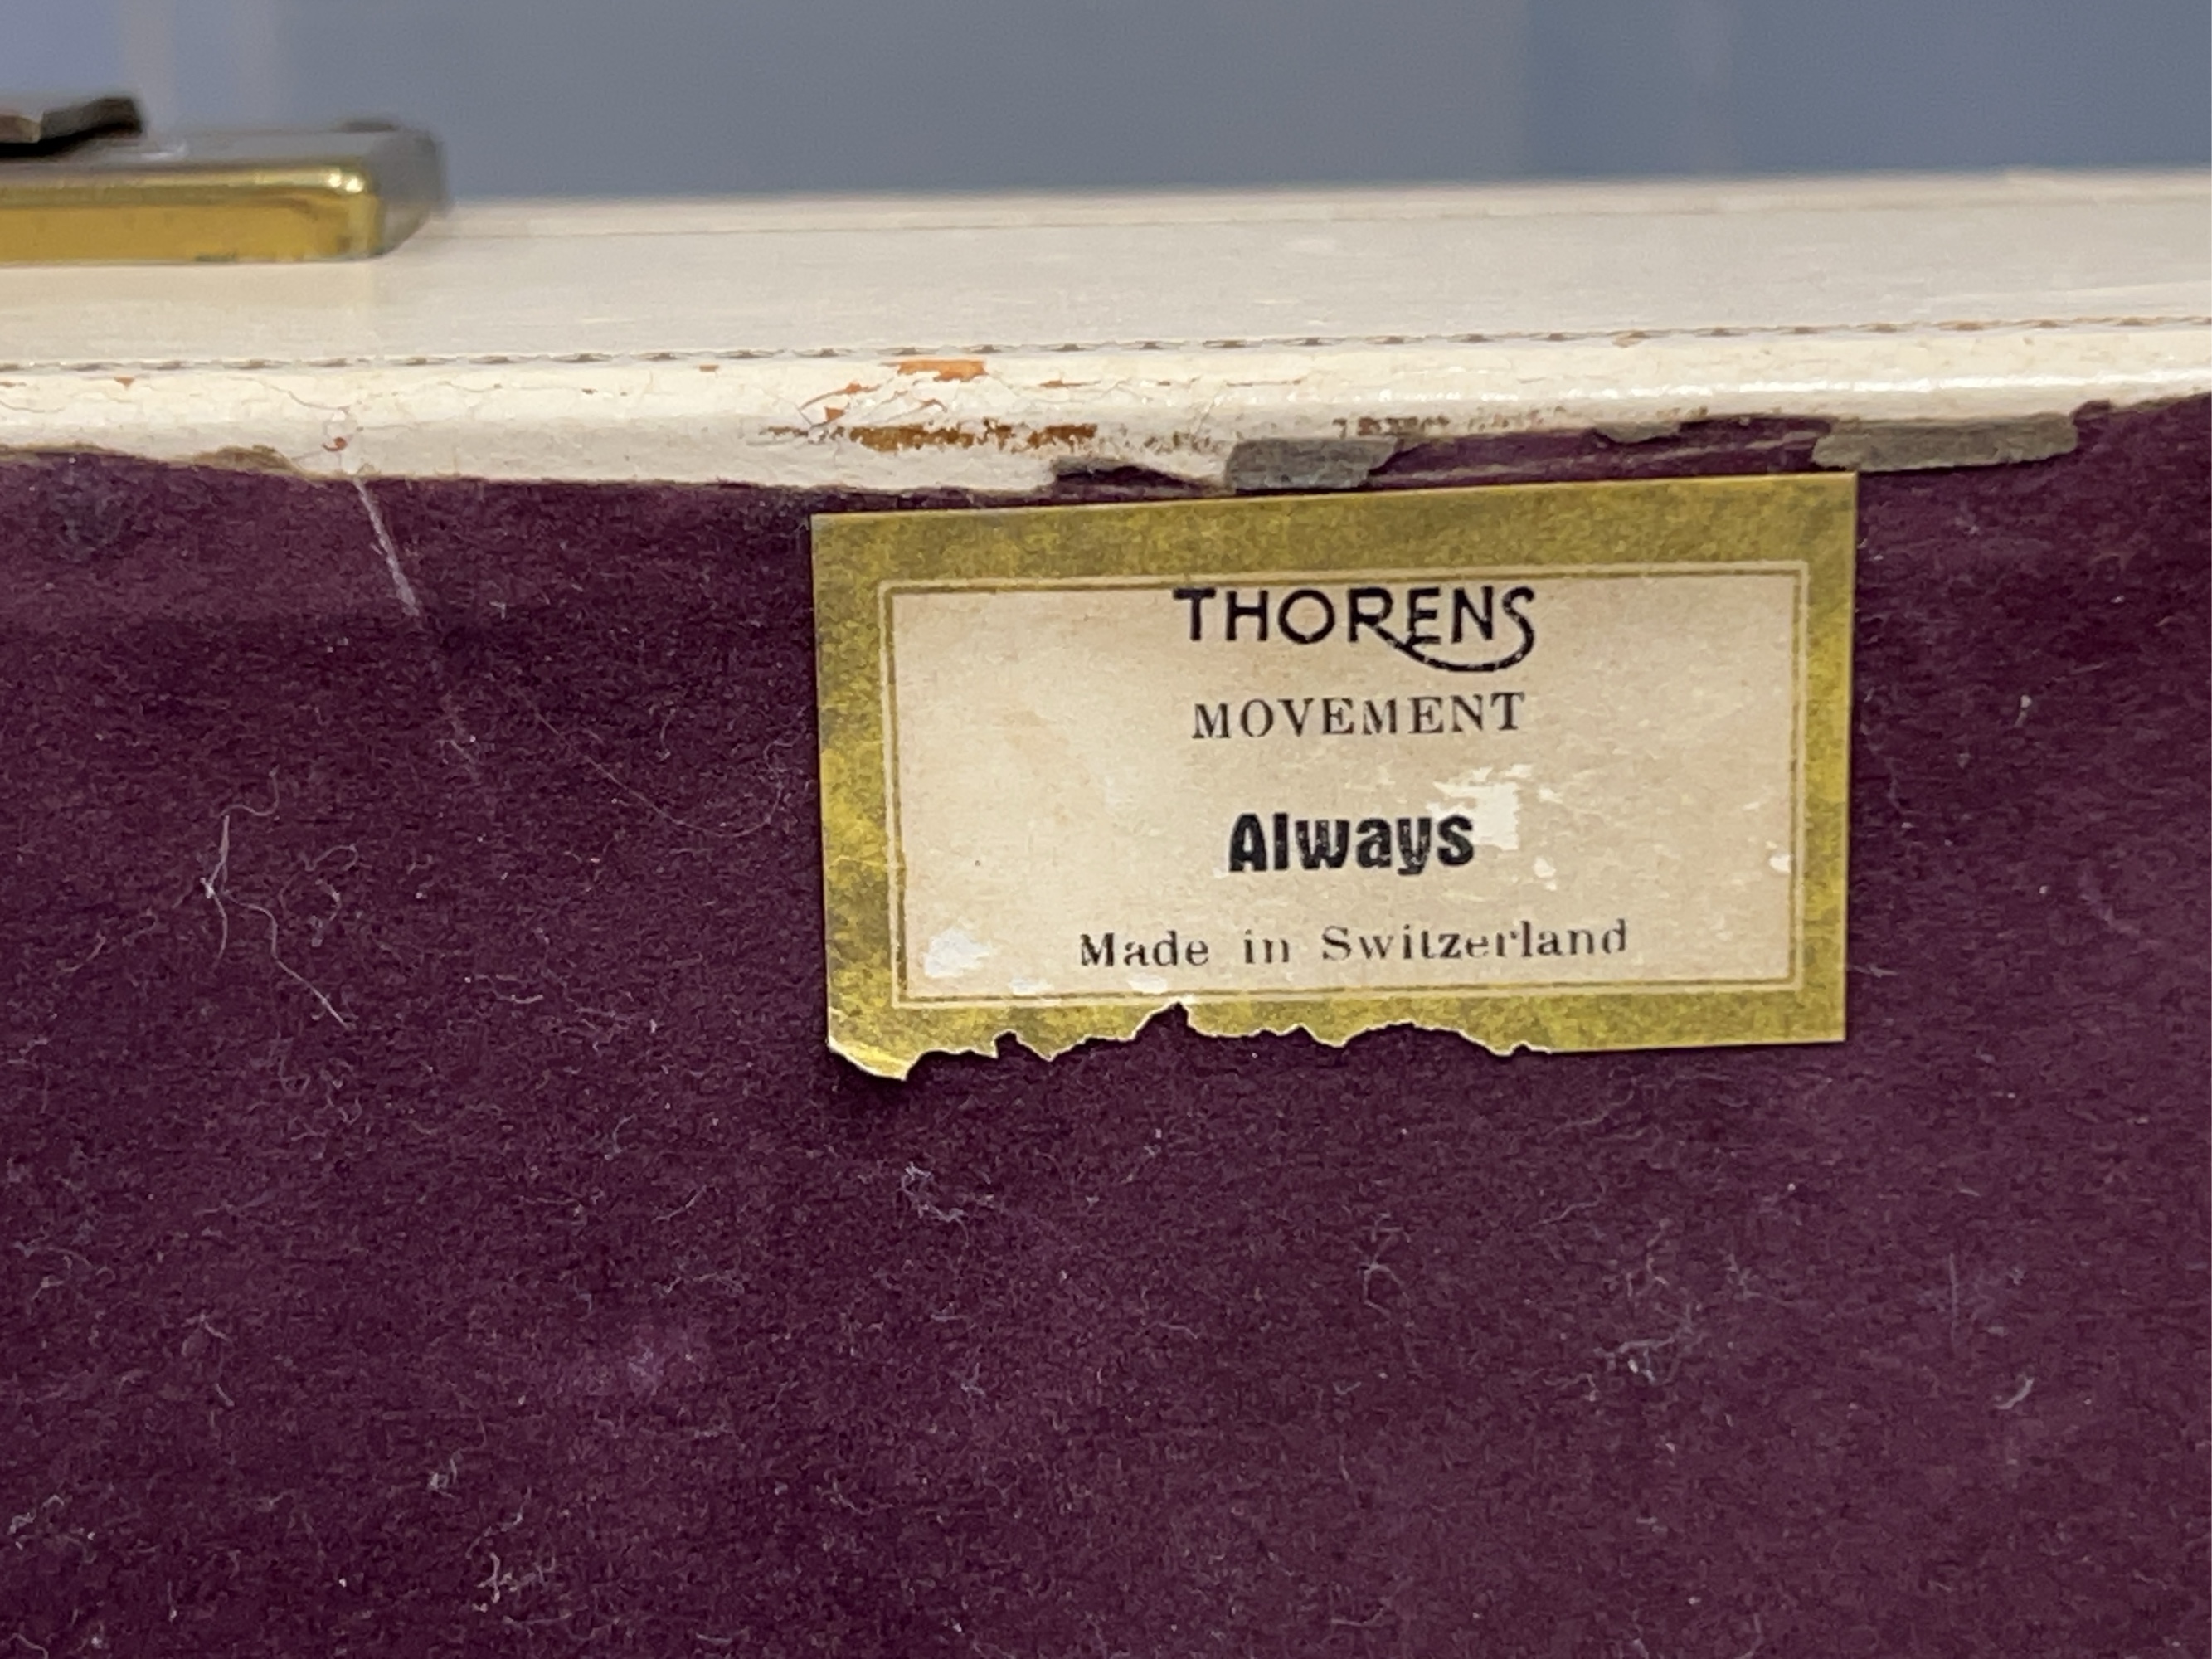 THORENS
MOVEMENT
Always
Made in Switzerland